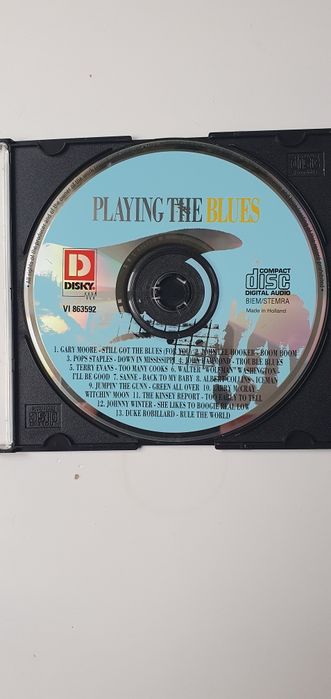 PLAYING THE BLUES
D
DISKY
VI 863592
COMPACT
disc
DIGITAL AUDIO
BIEM/STEMRA
Made in Holland
1. GARY MOORE - STILL GOT THE BLUES (FOR YOU) 2. JOHN LEE HOOKER - BOOM BOOM
3. POPS STAPLES - DOWN IN MISSISSIPPI 4. JOHN HAMMOND - TROUBLE BLUES
5. TERRY EVANS - TOO MANY COOKS 6. WALTER "WOLFMAN" WASHINGTON -
I'LL BE GOOD 7. SANNE - BACK TO MY BABY 8. ALBERT COLLINS - ICEMAN
9. JUMPIN' THE GUNN - GREEN ALL OVER 10. LARRY McCRAY -
WITCHIN' MOON 11. THE KINSEY REPORT - TOO EARLY TO TELL
12. JOHNNY WINTER - SHE LIKES TO BOOGIE REAL LOW
13. DUKE ROBILLARD - RULE THE WORLD